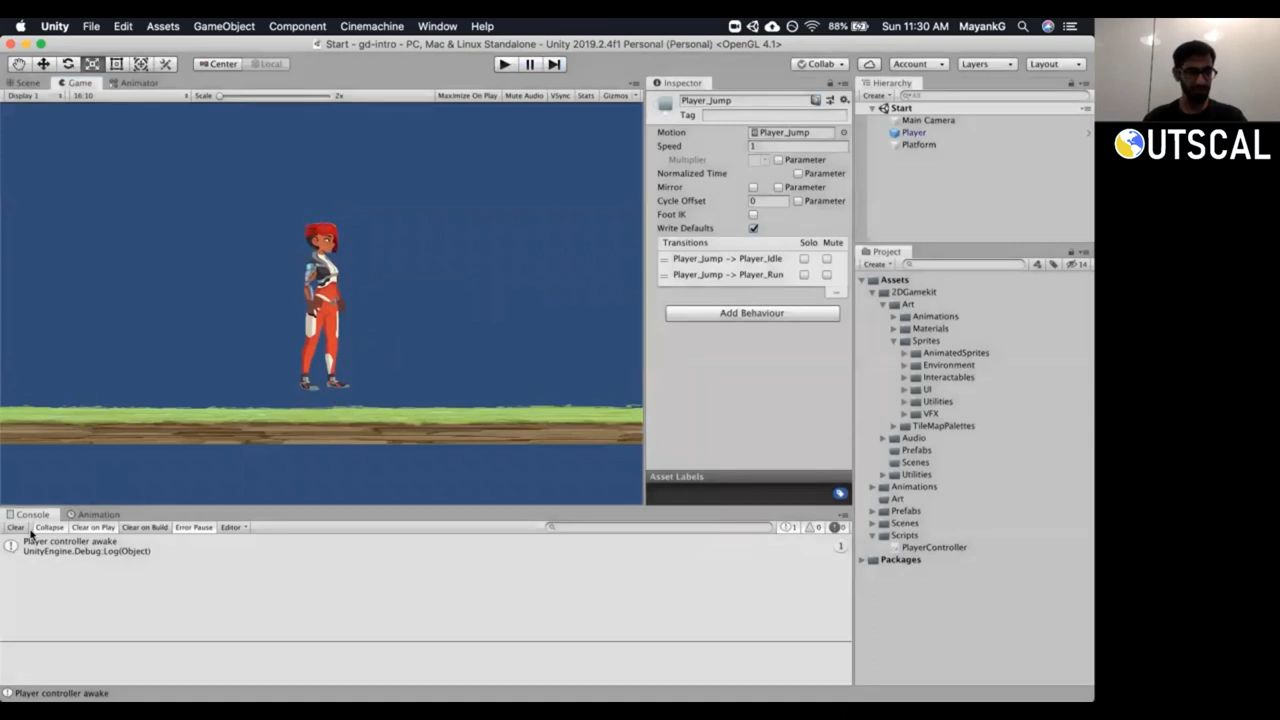 Unity File Edit Assets GameObject Component Cinemachine Window Help 88% Sun 11:30 AM MayankG
Start - gd-intro - PC, Mac & Linux Standalone - Unity 2019.2.4f1 Personal (Personal) <OpenGL 4.1>
Center Local Collab Account Layers Layout
Scene Game Animator
Display 1 16:10 Scale 2x Maximize On Play Mute Audio VSync Stats Gizmos
Inspector
Player_Jump
Tag
Motion Player_Jump
Speed 1
Multiplier Parameter
Normalized Time Parameter
Mirror Parameter
Cycle Offset 0 Parameter
Foot IK
Write Defaults
Transitions Solo Mute
Player_Jump -> Player_Idle
Player_Jump -> Player_Run
Add Behaviour
Asset Labels
Hierarchy
Create All
Start
Main Camera
Player
Platform
Project
Create 14
Assets
2DGamekit
Art
Animations
Materials
Sprites
AnimatedSprites
Environment
Interactables
UI
Utilities
VFX
TileMapPalettes
Audio
Prefabs
Scenes
Utilities
Animations
Art
Prefabs
Scenes
Scripts
PlayerController
Packages
Console Animation
Clear Collapse Clear on Play Clear on Build Error Pause Editor 1 0 0
Player controller awake
UnityEngine.Debug:Log(Object)
1
Player controller awake
OUTSCAL